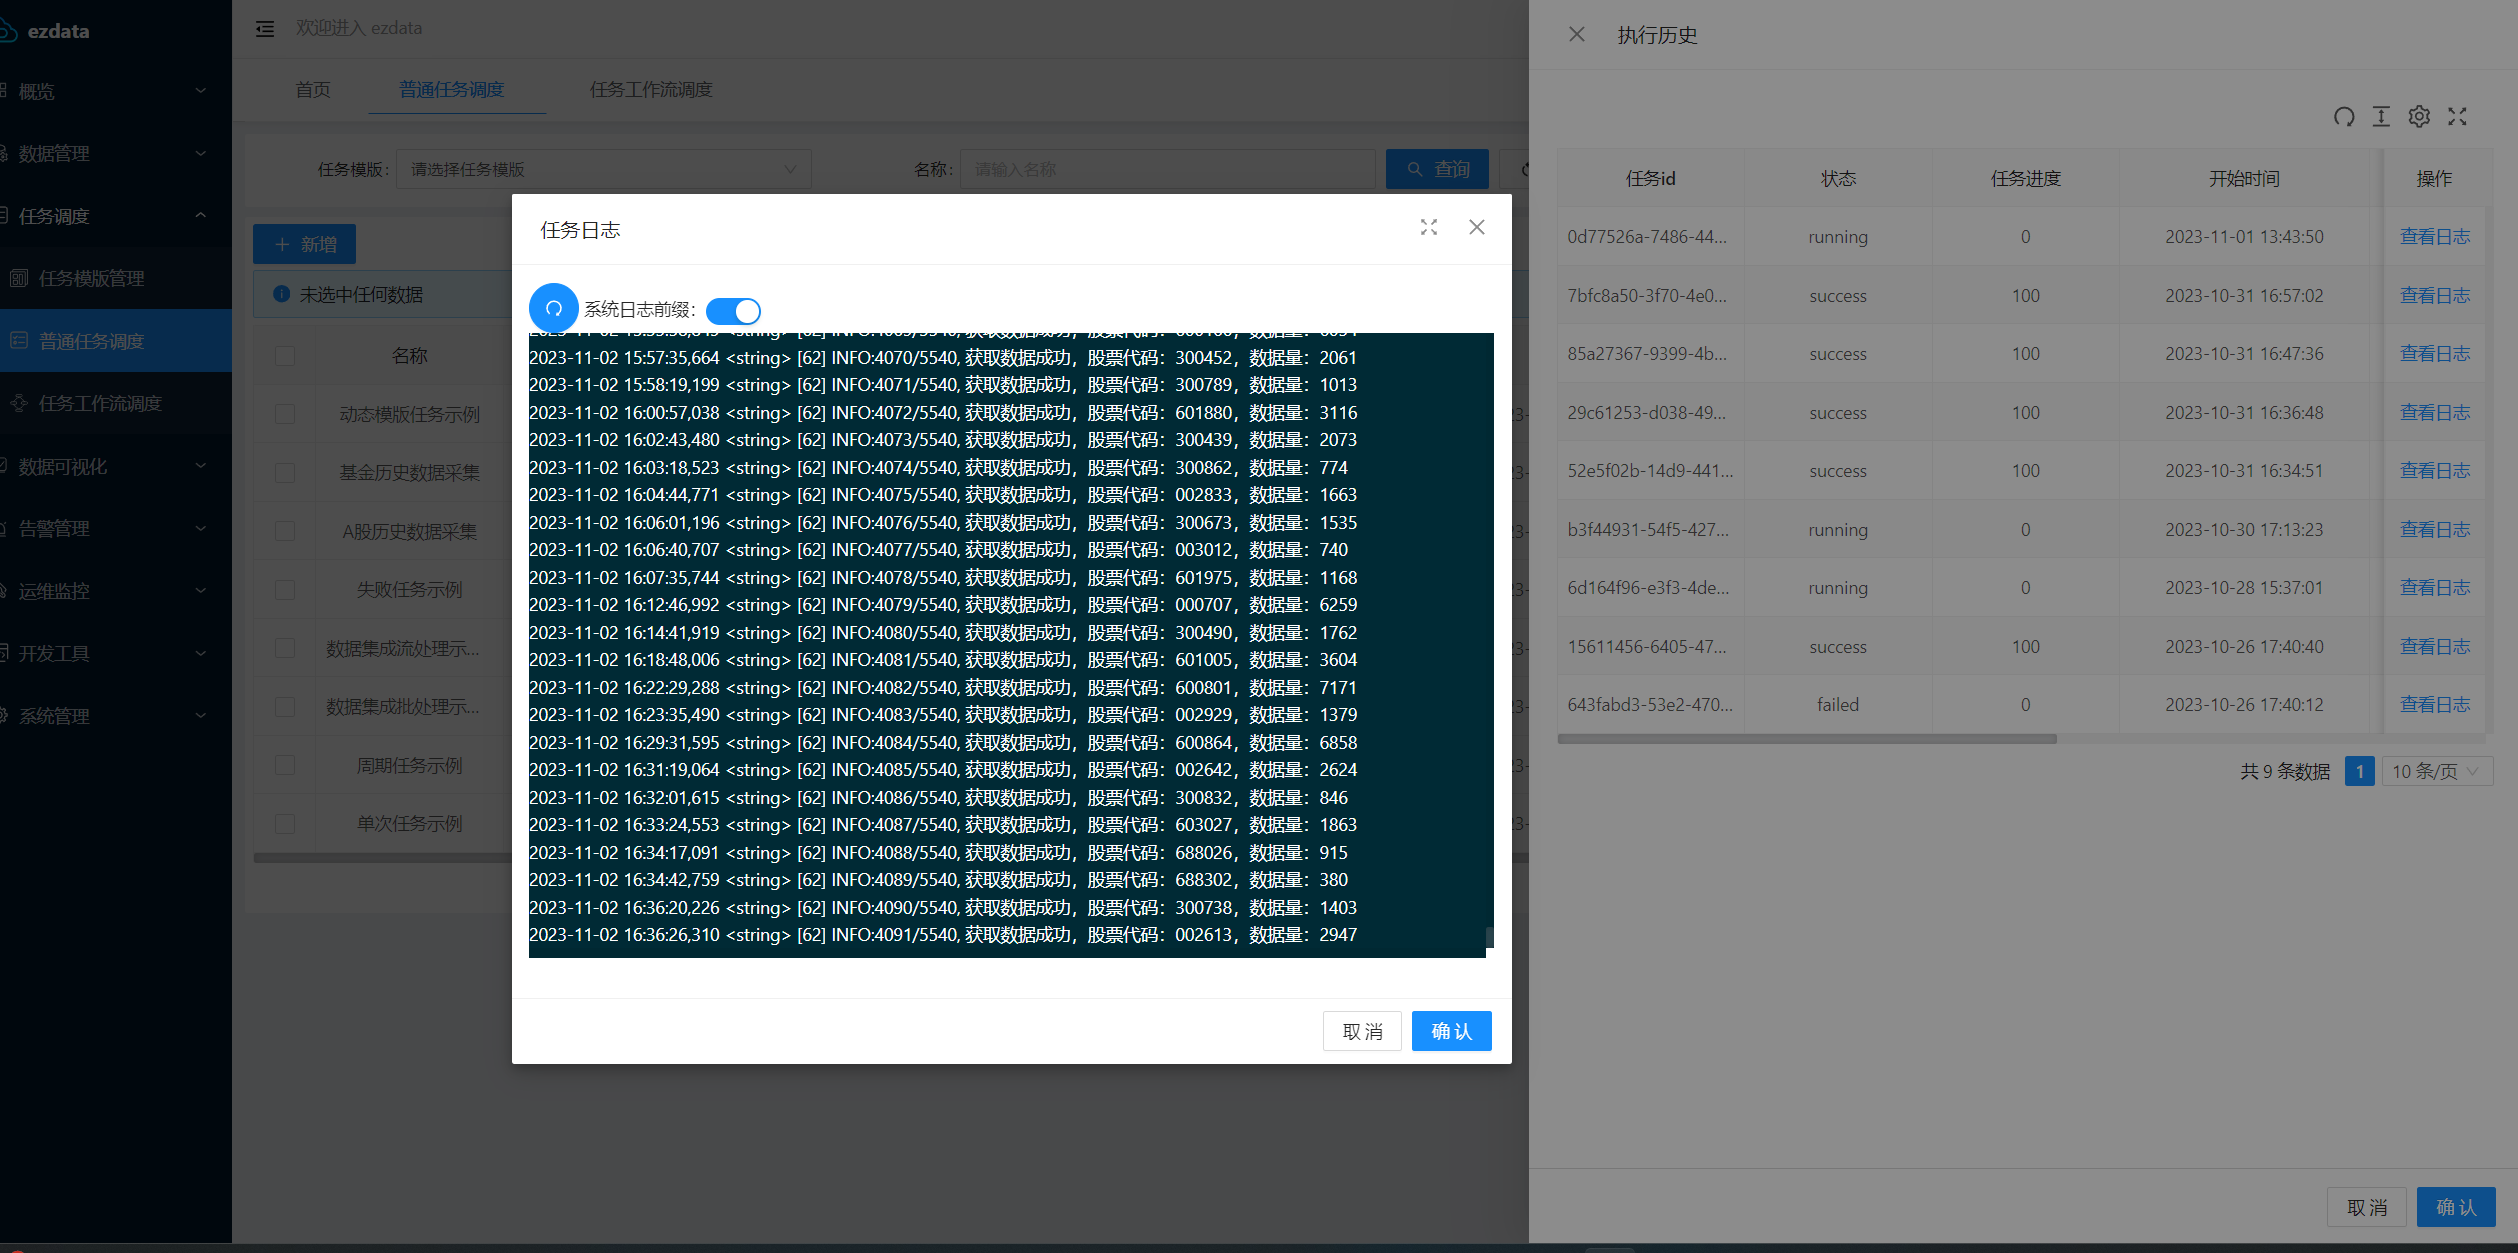 ezdata
概览
数据管理
任务调度
任务模版管理
普通任务调度
任务工作流调度
数据可视化
告警管理
运维监控
开发工具
系统管理
欢迎进入 ezdata
首页
普通任务调度
任务工作流调度
任务模版: 请选择任务模版
名称: 请输入名称
查询
新增
未选中任何数据
名称
动态模版任务示例
基金历史数据采集
A股历史数据采集
失败任务示例
数据集成流处理示...
数据集成批处理示...
周期任务示例
单次任务示例
任务日志
系统日志前缀:
2023-11-02 15:57:35,664 <string> [62] INFO:4070/5540, 获取数据成功，股票代码：300452，数据量：2061
2023-11-02 15:58:19,199 <string> [62] INFO:4071/5540, 获取数据成功，股票代码：300789，数据量：1013
2023-11-02 16:00:57,038 <string> [62] INFO:4072/5540, 获取数据成功，股票代码：601880，数据量：3116
2023-11-02 16:02:43,480 <string> [62] INFO:4073/5540, 获取数据成功，股票代码：300439，数据量：2073
2023-11-02 16:03:18,523 <string> [62] INFO:4074/5540, 获取数据成功，股票代码：300862，数据量：774
2023-11-02 16:04:44,771 <string> [62] INFO:4075/5540, 获取数据成功，股票代码：002833，数据量：1663
2023-11-02 16:06:01,196 <string> [62] INFO:4076/5540, 获取数据成功，股票代码：300673，数据量：1535
2023-11-02 16:06:40,707 <string> [62] INFO:4077/5540, 获取数据成功，股票代码：003012，数据量：740
2023-11-02 16:07:35,744 <string> [62] INFO:4078/5540, 获取数据成功，股票代码：601975，数据量：1168
2023-11-02 16:12:46,992 <string> [62] INFO:4079/5540, 获取数据成功，股票代码：000707，数据量：6259
2023-11-02 16:14:41,919 <string> [62] INFO:4080/5540, 获取数据成功，股票代码：300490，数据量：1762
2023-11-02 16:18:48,006 <string> [62] INFO:4081/5540, 获取数据成功，股票代码：601005，数据量：3604
2023-11-02 16:22:29,288 <string> [62] INFO:4082/5540, 获取数据成功，股票代码：600801，数据量：7171
2023-11-02 16:23:35,490 <string> [62] INFO:4083/5540, 获取数据成功，股票代码：002929，数据量：1379
2023-11-02 16:29:31,595 <string> [62] INFO:4084/5540, 获取数据成功，股票代码：600864，数据量：6858
2023-11-02 16:31:19,064 <string> [62] INFO:4085/5540, 获取数据成功，股票代码：002642，数据量：2624
2023-11-02 16:32:01,615 <string> [62] INFO:4086/5540, 获取数据成功，股票代码：300832，数据量：846
2023-11-02 16:33:24,553 <string> [62] INFO:4087/5540, 获取数据成功，股票代码：603027，数据量：1863
2023-11-02 16:34:17,091 <string> [62] INFO:4088/5540, 获取数据成功，股票代码：688026，数据量：915
2023-11-02 16:34:42,759 <string> [62] INFO:4089/5540, 获取数据成功，股票代码：688302，数据量：380
2023-11-02 16:36:20,226 <string> [62] INFO:4090/5540, 获取数据成功，股票代码：300738，数据量：1403
2023-11-02 16:36:26,310 <string> [62] INFO:4091/5540, 获取数据成功，股票代码：002613，数据量：2947
取 消
确 认
执行历史
任务id 状态 任务进度 开始时间 操作
0d77526a-7486-44... running 0 2023-11-01 13:43:50 查看日志
7bfc8a50-3f70-4e0... success 100 2023-10-31 16:57:02 查看日志
85a27367-9399-4b... success 100 2023-10-31 16:47:36 查看日志
29c61253-d038-49... success 100 2023-10-31 16:36:48 查看日志
52e5f02b-14d9-441... success 100 2023-10-31 16:34:51 查看日志
b3f44931-54f5-427... running 0 2023-10-30 17:13:23 查看日志
6d164f96-e3f3-4de... running 0 2023-10-28 15:37:01 查看日志
15611456-6405-47... success 100 2023-10-26 17:40:40 查看日志
643fabd3-53e2-470... failed 0 2023-10-26 17:40:12 查看日志
共 9 条数据 1 10 条/页
取 消
确 认